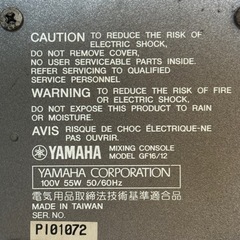 CAUTION TO REDUCE THE RISK OF
ELECTRIC SHOCK,
DO NOT REMOVE COVER,
NO USER SERVICEABLE PARTS INSIDE.
REFER SERVICING TO QUALIFIED
SERVICE PERSONNEL
WARNING TO REDUCE THE RISK OF FIRE
OR ELECTRIC SHOCK,
DO NOT EXPOSE THIS PRODUCT TO RAIN
OR MOISTURE.
AVIS RISQUE DE CHOC ÉLECTRIQUE-NE
PAS OUVRIR.
YAMAHA MIXING CONSOLE
MODEL GF16/12
YAMAHA CORPORATION
100V 55W 50/60Hz
電気用品取締法技術基準適合品
MADE IN TAIWAN
SER NO.
PI01072